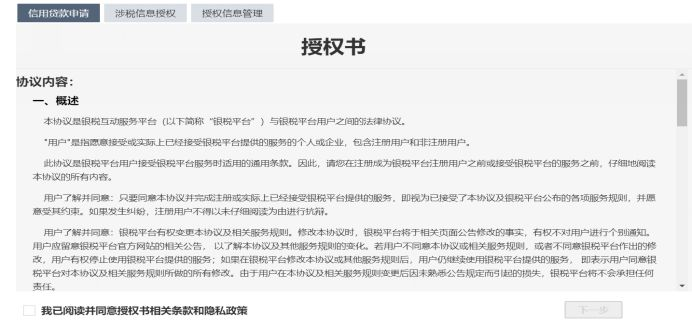 信用贷款申请 涉税信息授权 授权信息管理
授权书
协议内容：
一、概述
本协议是银税互动服务平台（以下简称“银税平台”）与银税平台用户之间的法律协议。
“用户”是指愿意接受或实际上已经接受银税平台提供的服务的个人或企业，包含注册用户和非注册用户。
此协议是银税平台用户接受银税平台服务时适用的通用条款。因此，请您在注册成为银税平台注册用户之前或接受银税平台的服务之前，仔细地阅读
本协议的所有内容。
用户了解并同意：只要同意本协议并完成注册或实际上已经接受银税平台提供的服务，即视为已接受了本协议及银税平台公布的各项服务规则，并愿
意受其约束。如果发生纠纷，注册用户不得以未仔细阅读为由进行抗辩。
用户了解并同意：银税平台有权变更本协议及相关服务规则。修改本协议时，银税平台将于相关页面公告修改的事实，有权不对用户进行个别通知。
用户应留意银税平台官方网站的相关公告，以了解本协议及其他服务规则的变化。若用户不同意本协议或相关服务规则，或者不同意银税平台作出的修
改，用户有权停止使用银税平台提供的服务；如果在银税平台修改本协议或其他服务规则后，用户仍继续使用银税平台提供的服务，即表示用户同意银
税平台对本协议及相关服务规则所做的所有修改。由于用户在本协议及相关服务规则变更后因未熟悉公告规定而引起的损失，银税平台将不会承担任何
责任。
我已阅读并同意授权书相关条款和隐私政策
下一步